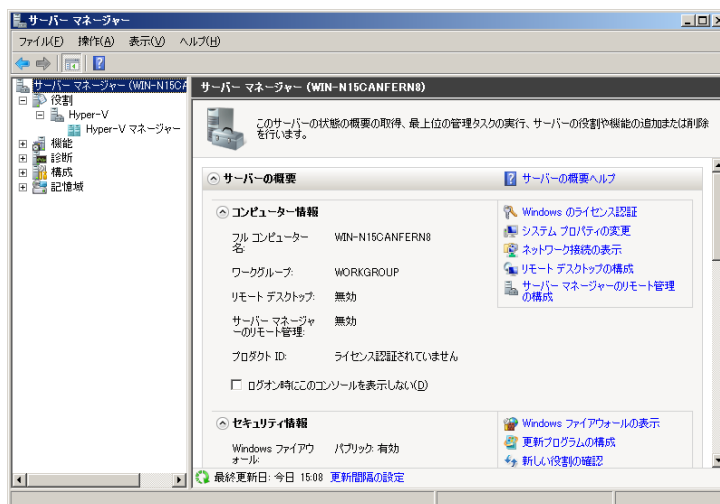 サーバー マネージャー
ファイル(F) 操作(A) 表示(V) ヘルプ(H)
サーバー マネージャー (WIN-N15CA
役割
Hyper-V
Hyper-V マネージャー
機能
診断
構成
記憶域
サーバー マネージャー (WIN-N15CANFERN8)
このサーバーの状態の概要の取得、最上位の管理タスクの実行、サーバーの役割や機能の追加または削除
を行います。
サーバーの概要
サーバーの概要ヘルプ
コンピューター情報
フル コンピューター
名:
WIN-N15CANFERN8
ワークグループ:
WORKGROUP
リモート デスクトップ:
無効
サーバー マネージャ
ーのリモート管理:
無効
プロダクト ID:
ライセンス認証されていません
ログオン時にこのコンソールを表示しない(D)
Windows のライセンス認証
システム プロパティの変更
ネットワーク接続の表示
リモート デスクトップの構成
サーバー マネージャーのリモート管理
の構成
セキュリティ情報
Windows ファイアウ
ォール:
パブリック: 有効
Windows ファイアウォールの表示
更新プログラムの構成
新しい役割の確認
最終更新日: 今日 15:08 更新間隔の設定